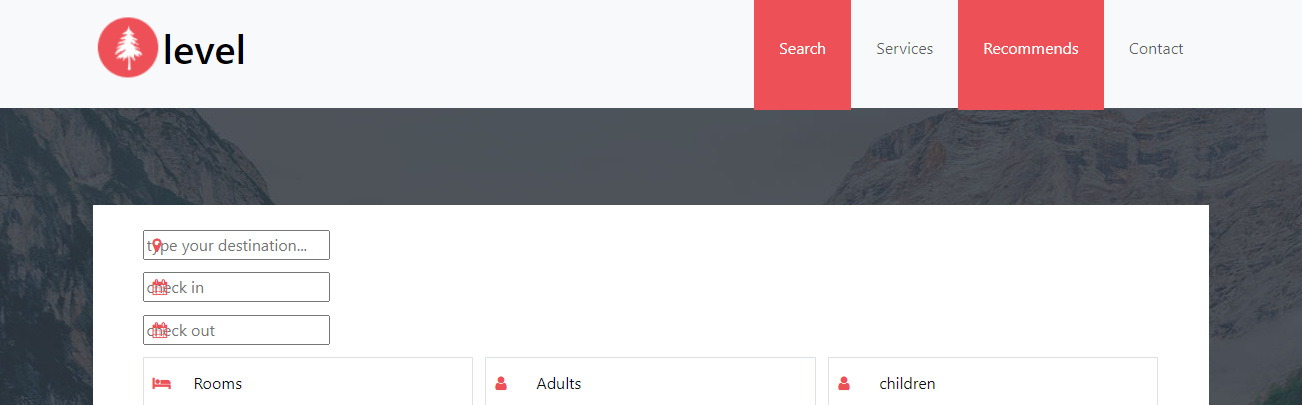 level
Search Services Recommends Contact
type your destination...
check in
check out
Rooms Adults children